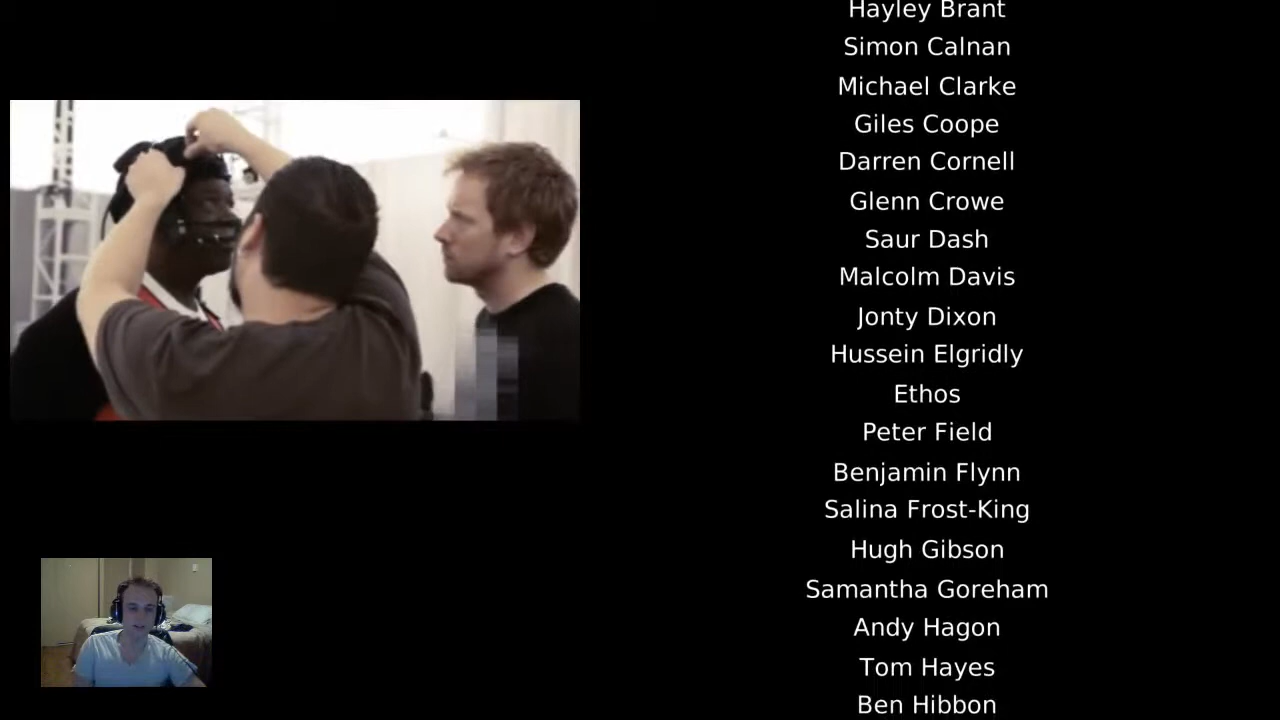 Hayley Brant
Simon Calnan
Michael Clarke
Giles Coope
Darren Cornell
Glenn Crowe
Saur Dash
Malcolm Davis
Jonty Dixon
Hussein Elgridly
Ethos
Peter Field
Benjamin Flynn
Salina Frost-King
Hugh Gibson
Samantha Goreham
Andy Hagon
Tom Hayes
Ben Hibbon